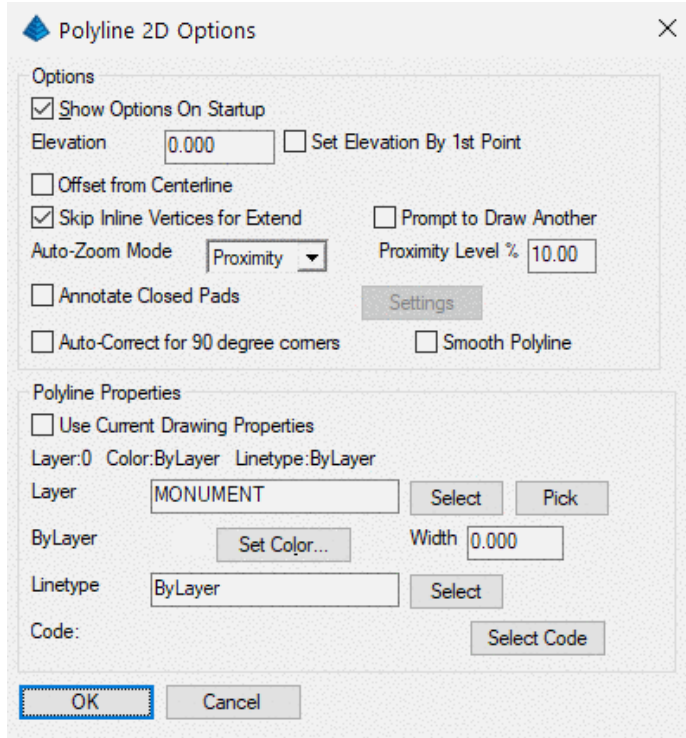 Polyline 2D Options
Options
Show Options On Startup
Elevation 0.000 Set Elevation By 1st Point
Offset from Centerline
Skip Inline Vertices for Extend Prompt to Draw Another
Auto-Zoom Mode Proximity Proximity Level % 10.00
Annotate Closed Pads Settings
Auto-Correct for 90 degree corners Smooth Polyline
Polyline Properties
Use Current Drawing Properties
Layer:0 Color:ByLayer Linetype:ByLayer
Layer MONUMENT Select Pick
ByLayer Set Color... Width 0.000
Linetype ByLayer Select
Code: Select Code
OK Cancel